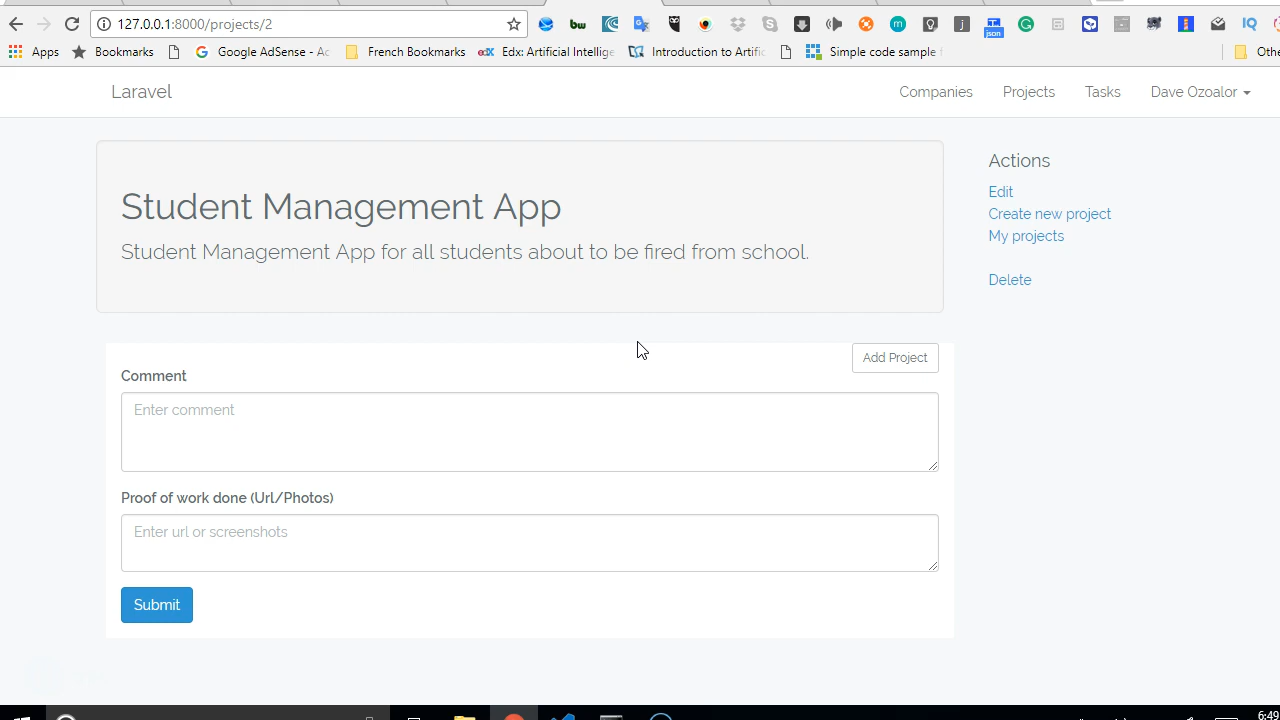 127.0.0.1:8000/projects/2
Apps Bookmarks Google AdSense - Ac French Bookmarks Edx: Artificial Intellige Introduction to Artific Simple code sample f Othe
Laravel Companies Projects Tasks Dave Ozoalor
Student Management App
Student Management App for all students about to be fired from school.
Actions
Edit
Create new project
My projects
Delete
Add Project
Comment
Enter comment
Proof of work done (Url/Photos)
Enter url or screenshots
Submit
6:49